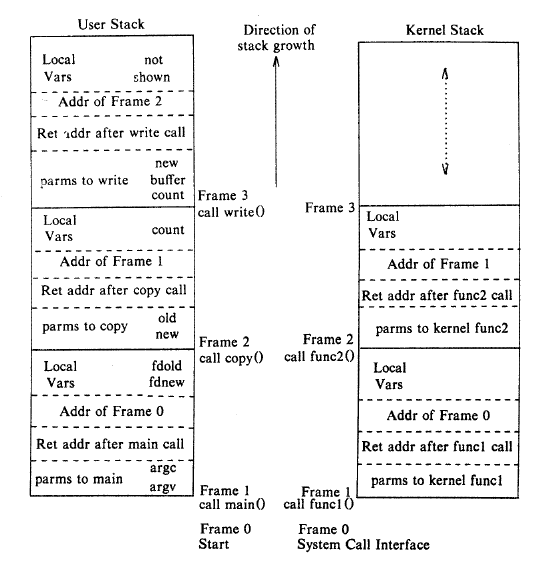 User Stack
Direction of
stack growth
Kernel Stack
Local not
Vars shown
Addr of Frame 2
Ret addr after write call
new
parms to write buffer
count
Frame 3
call write()
Local
Vars count
Addr of Frame 1
Ret addr after copy call
parms to copy old
new
Frame 2
call copy()
Local fdold
Vars fdnew
Addr of Frame 0
Ret addr after main call
parms to main argc
argv
Frame 1
call main()
Frame 0
Start
Frame 3
Local
Vars
Addr of Frame 1
Ret addr after func2 call
parms to kernel func2
Frame 2
call func2()
Local
Vars
Addr of Frame 0
Ret addr after func1 call
parms to kernel func1
Frame 1
call func1()
Frame 0
System Call Interface